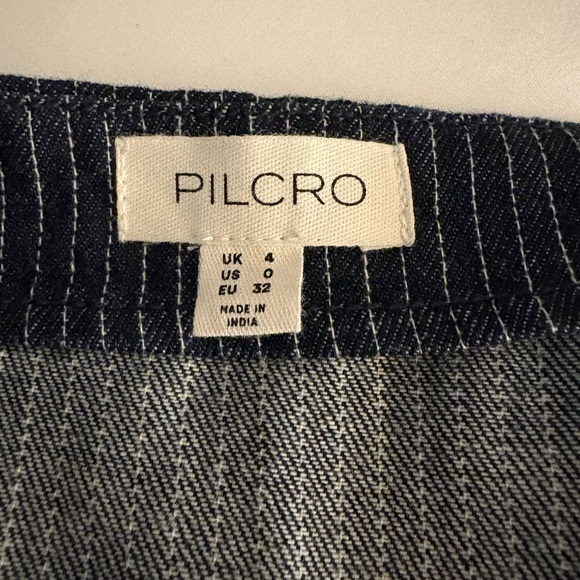 PILCRO
UK 4
US 0
EU 32
MADE IN
INDIA